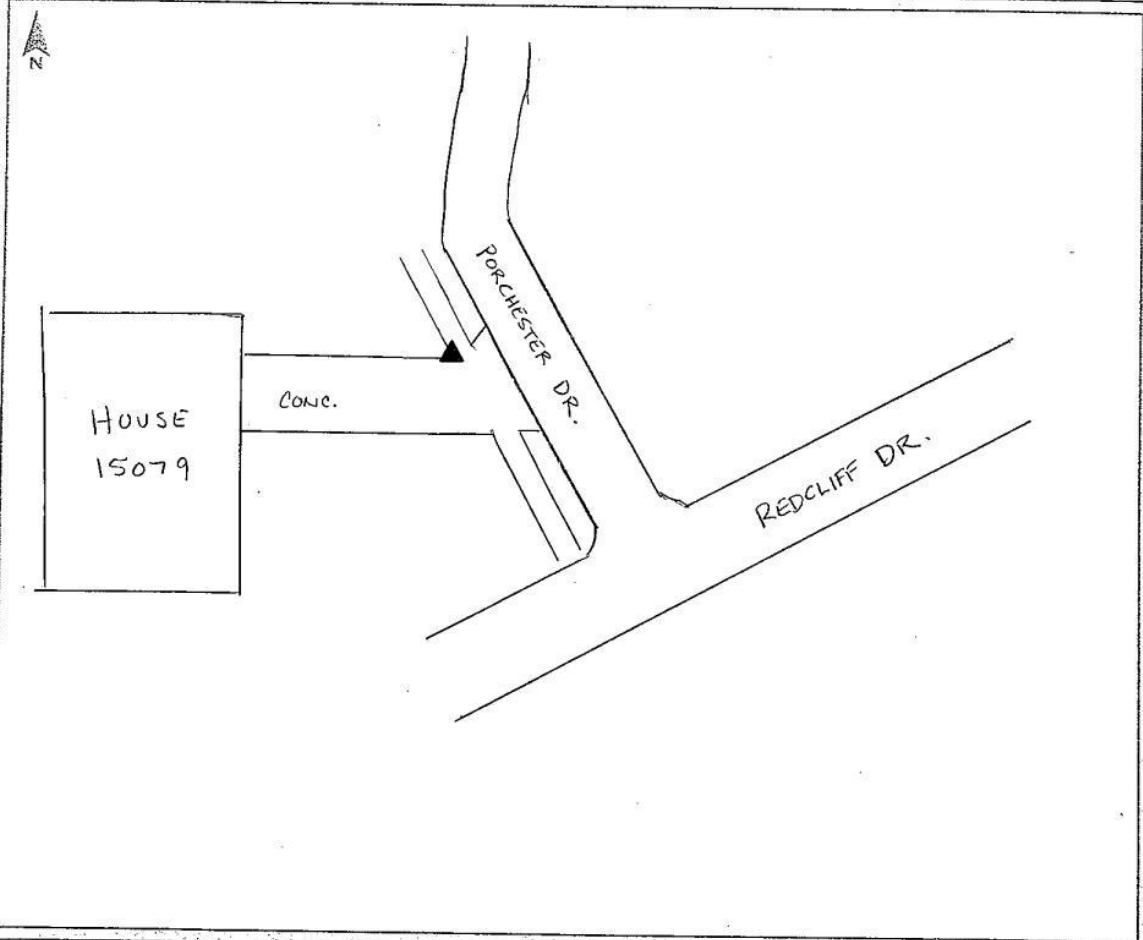 N
PORCHESTER DR.
CONC.
HOUSE
15079
REDCLIFF DR.